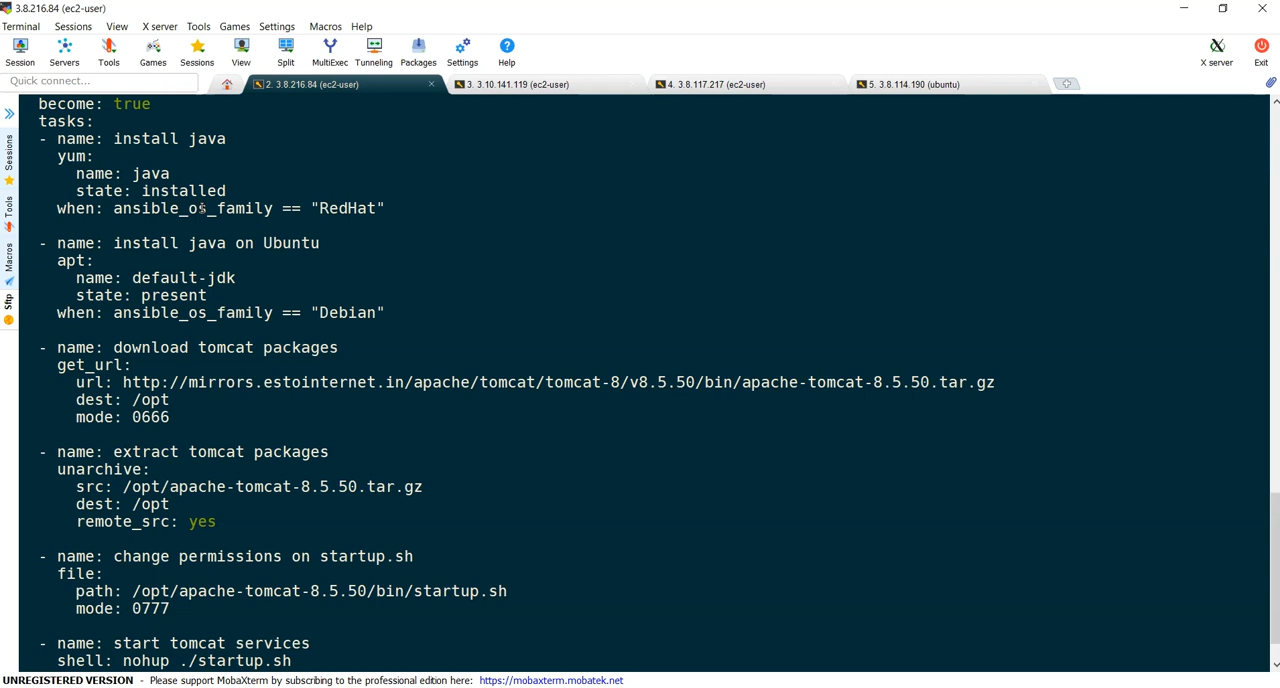 3.8.216.84 (ec2-user)
Terminal Sessions View X server Tools Games Settings Macros Help
Session Servers Tools Games Sessions View Split MultiExec Tunneling Packages Settings Help X server Exit
Quick connect... 2. 3.8.216.84 (ec2-user) 3. 3.10.141.119 (ec2-user) 4. 3.8.117.217 (ec2-user) 5. 3.8.114.190 (ubuntu)
Sessions
Tools
Macros
Sftp
become: true
tasks:
- name: install java
yum:
name: java
state: installed
when: ansible_os_family == "RedHat"
- name: install java on Ubuntu
apt:
name: default-jdk
state: present
when: ansible_os_family == "Debian"
- name: download tomcat packages
get_url:
url: http://mirrors.estointernet.in/apache/tomcat/tomcat-8/v8.5.50/bin/apache-tomcat-8.5.50.tar.gz
dest: /opt
mode: 0666
- name: extract tomcat packages
unarchive:
src: /opt/apache-tomcat-8.5.50.tar.gz
dest: /opt
remote_src: yes
- name: change permissions on startup.sh
file:
path: /opt/apache-tomcat-8.5.50/bin/startup.sh
mode: 0777
- name: start tomcat services
shell: nohup ./startup.sh
UNREGISTERED VERSION - Please support MobaXterm by subscribing to the professional edition here: https://mobaxterm.mobatek.net